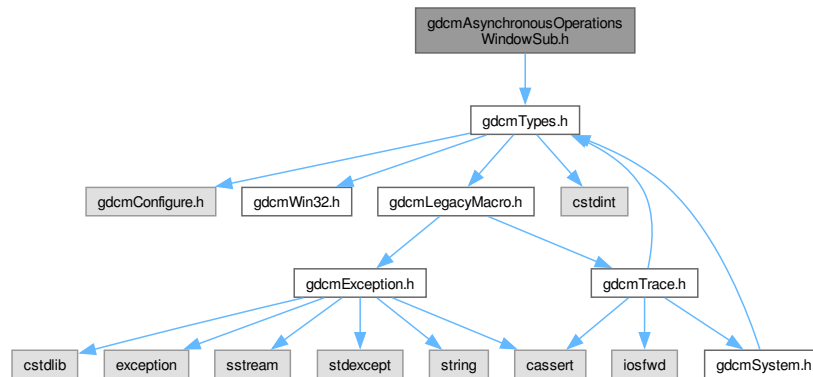 gdcmAsynchronousOperations
WindowSub.h
gdcmTypes.h
gdcmConfigure.h
gdcmWin32.h
gdcmLegacyMacro.h
cstdint
gdcmException.h
gdcmTrace.h
cstdlib
exception
sstream
stdexcept
string
cassert
iosfwd
gdcmSystem.h